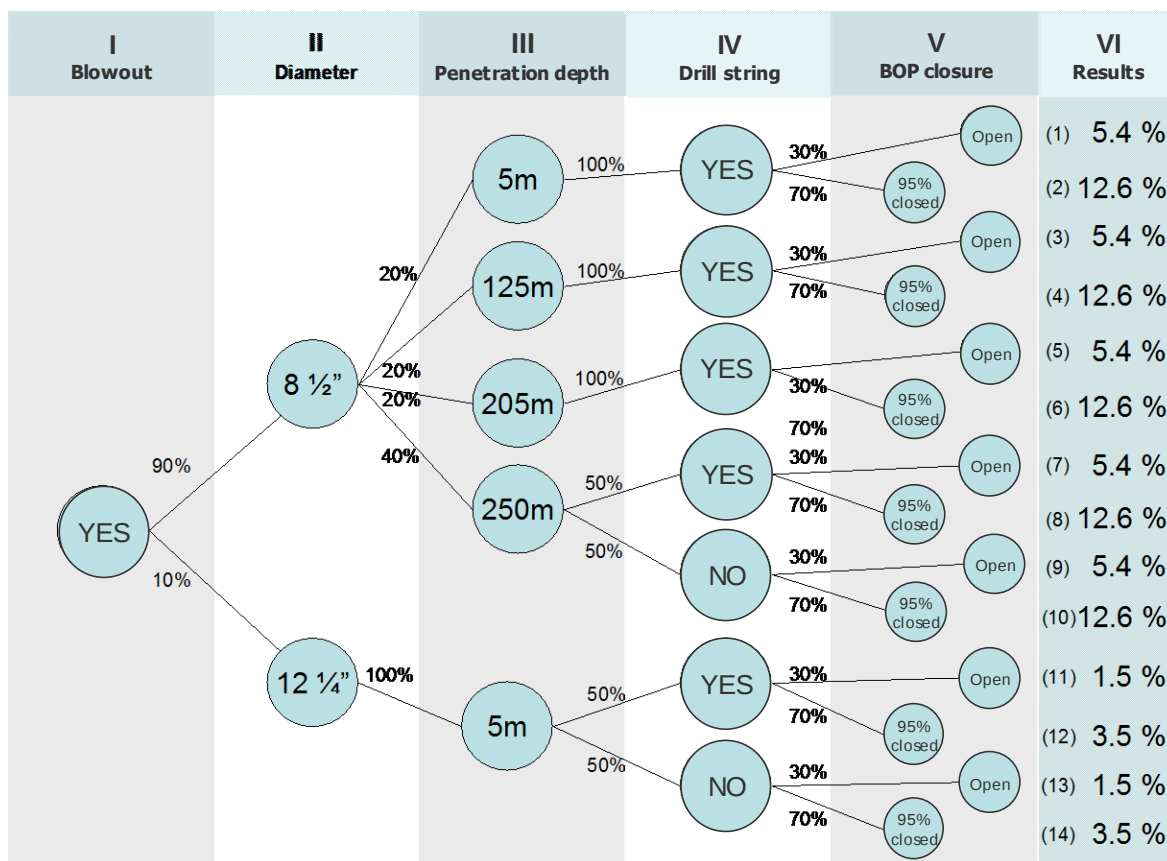 I II III IV V VI
Blowout Diameter Penetration depth Drill string BOP closure Results
Open (1) 5.4 %
30%
100%
5m YES
70% 95% closed (2) 12.6 %
Open (3) 5.4 %
30%
20% 100%
125m YES
70% 95% closed (4) 12.6 %
Open (5) 5.4 %
8 ½” 20% 100% YES
20% 205m 30% 95% closed (6) 12.6 %
70%
40% 30% Open (7) 5.4 %
90% 50% YES
250m 70% 95% closed (8) 12.6 %
YES 50% 30% Open (9) 5.4 %
10% NO
70% 95% closed (10) 12.6 %
12 ¼” 100% 30% Open (11) 1.5 %
50% YES
5m 70% 95% closed (12) 3.5 %
50% 30% Open (13) 1.5 %
NO
70% 95% closed (14) 3.5 %